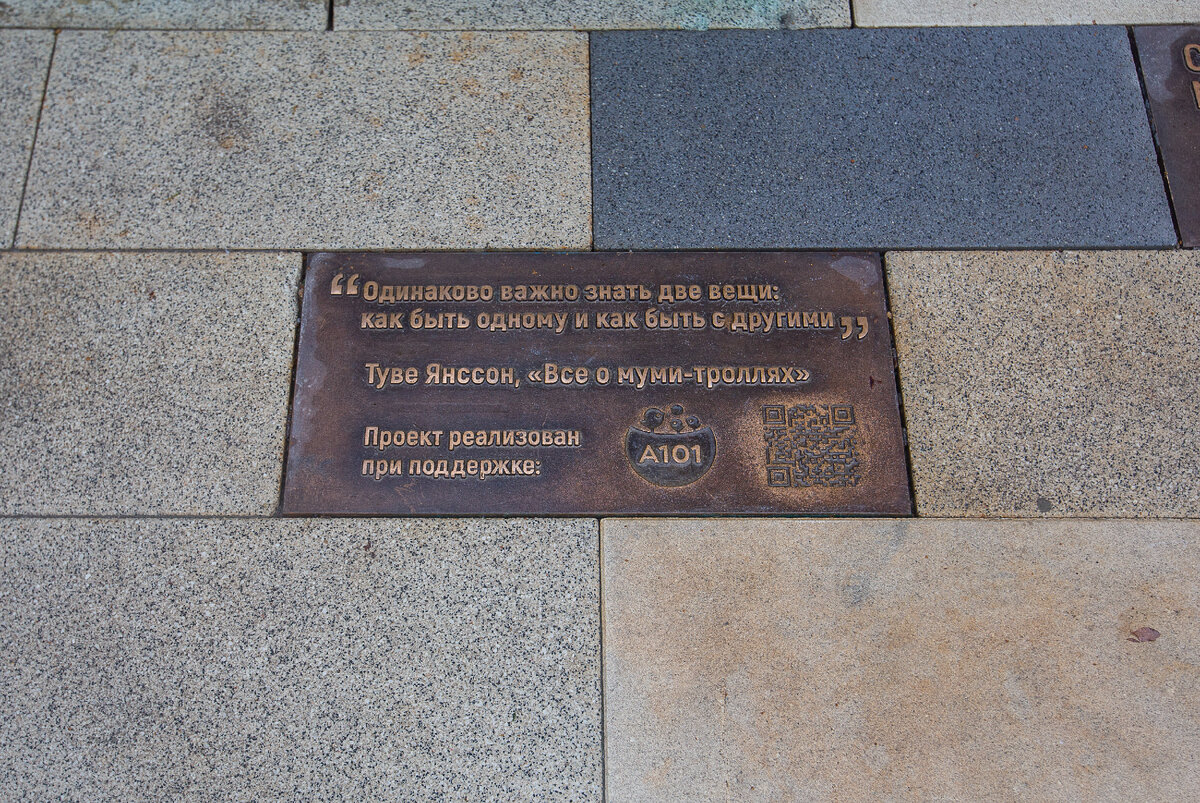 “Одинаково важно знать две вещи:
как быть одному и как быть с другими”
Туве Янссон, «Все о муми-троллях»
Проект реализован
при поддержке:
А101